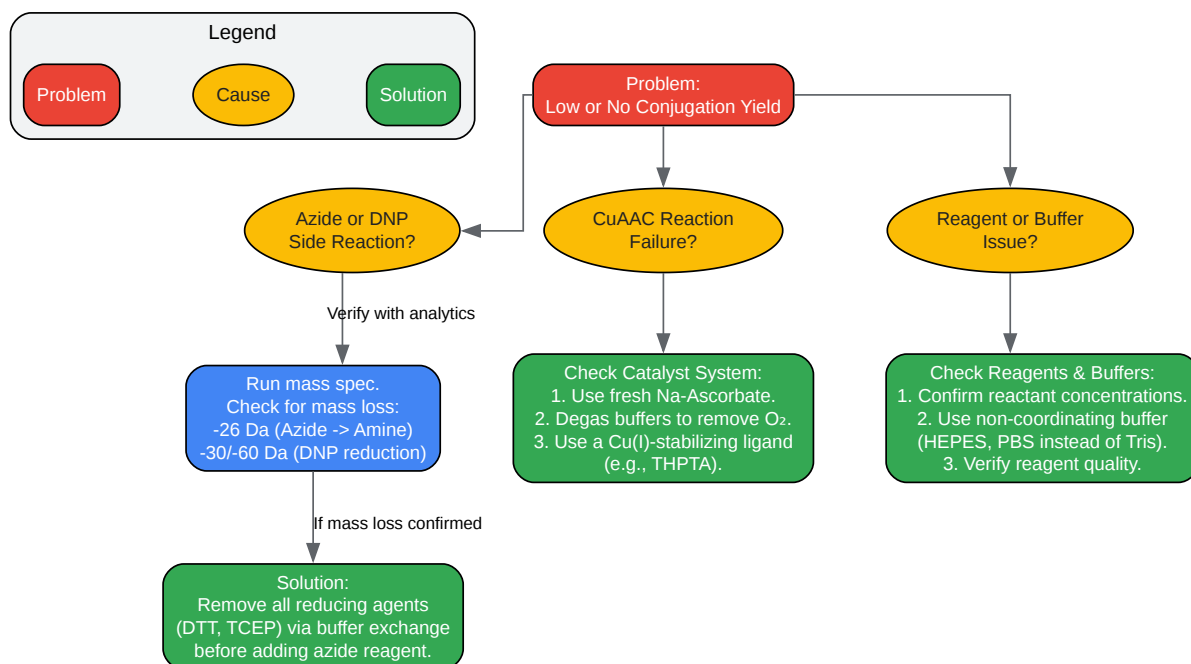 Legend
Problem
Cause
Solution
Problem:
Low or No Conjugation Yield
Azide or DNP
Side Reaction?
CuAAC Reaction
Failure?
Reagent or Buffer
Issue?
Verify with analytics
Run mass spec.
Check for mass loss:
-26 Da (Azide -> Amine)
-30/-60 Da (DNP reduction)
Check Catalyst System:
1. Use fresh Na-Ascorbate.
2. Degas buffers to remove O₂.
3. Use a Cu(I)-stabilizing ligand
(e.g., THPTA).
Check Reagents & Buffers:
1. Confirm reactant concentrations.
2. Use non-coordinating buffer
(HEPES, PBS instead of Tris).
3. Verify reagent quality.
If mass loss confirmed
Solution:
Remove all reducing agents
(DTT, TCEP) via buffer exchange
before adding azide reagent.